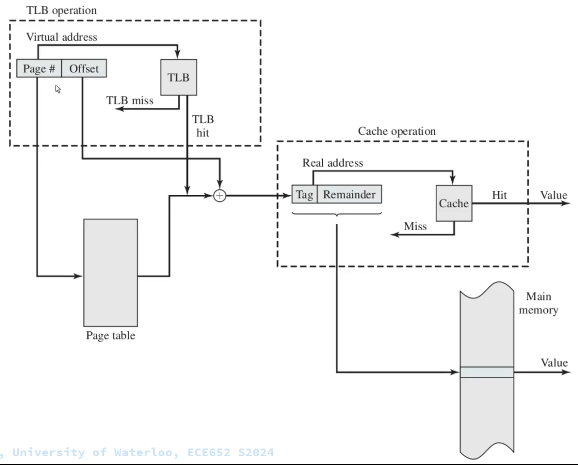 TLB operation
Virtual address
Page # Offset
TLB
TLB miss
TLB
hit
Cache operation
Real address
Tag Remainder
Cache
Hit
Value
Miss
Page table
Main
memory
Value
, University of Waterloo, ECE652 S2024